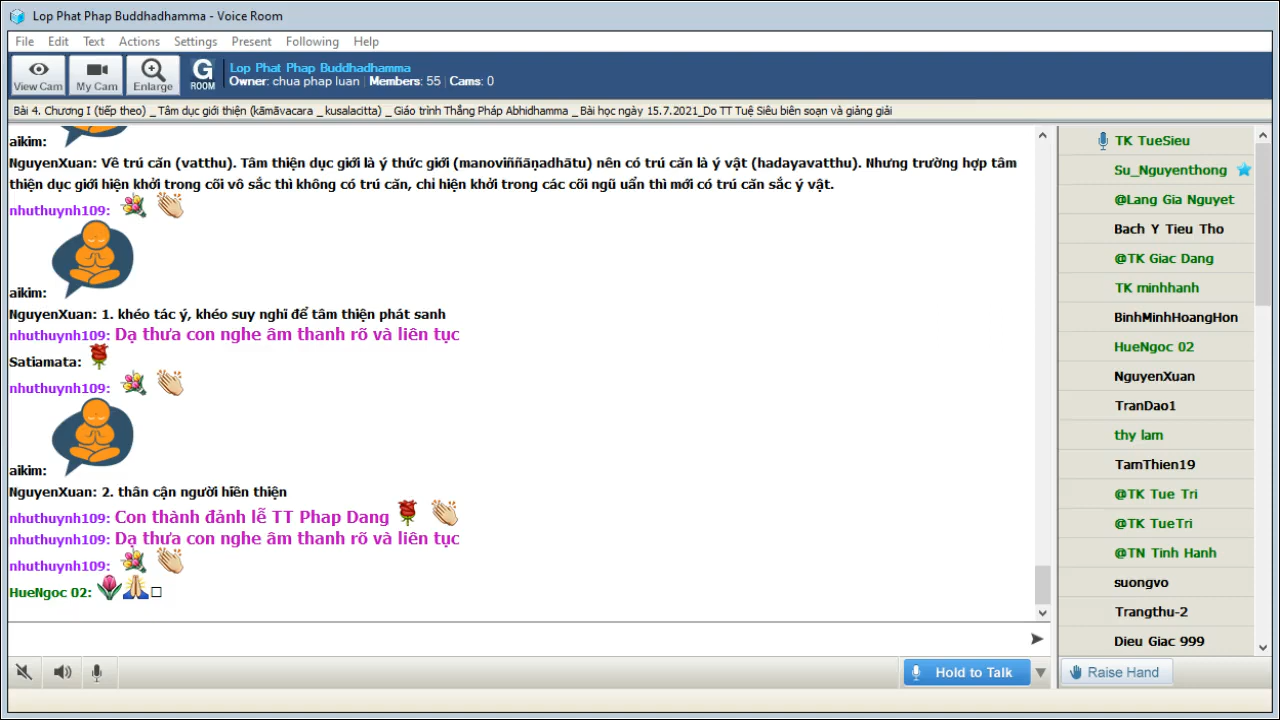 Lop Phat Phap Buddhadhamma - Voice Room
File Edit Text Actions Settings Present Following Help
View Cam My Cam Enlarge G ROOM
Lop Phat Phap Buddhadhamma
Owner: chua phap luan Members: 55 Cams: 0
Bài 4. Chương I (tiếp theo) _ Tâm dục giới thiện (kāmāvacara _ kusalacitta) _ Giáo trình Thắng Pháp Abhidhamma _ Bài học ngày 15.7.2021_Do TT Tuệ Siêu biên soạn và giảng giải
aikim:
NguyenXuan: Về trú căn (vatthu). Tâm thiện dục giới là ý thức giới (manoviññaṇadhātu) nên có trú căn là ý vật (hadayavatthu). Nhưng trường hợp tâm
thiện dục giới hiện khởi trong cõi vô sắc thì không có trú căn, chỉ hiện khởi trong các cõi ngũ uẩn thì mới có trú căn sắc ý vật.
nhuthuynh109:
aikim:
NguyenXuan: 1. khéo tác ý, khéo suy nghĩ để tâm thiện phát sanh
nhuthuynh109: Dạ thưa con nghe âm thanh rõ và liên tục
Satiamata:
nhuthuynh109:
aikim:
NguyenXuan: 2. thân cận người hiền thiện
nhuthuynh109: Con thành đảnh lễ TT Phap Dang
nhuthuynh109: Dạ thưa con nghe âm thanh rõ và liên tục
nhuthuynh109:
HueNgoc 02:
Hold to Talk
TK TueSieu
Su_Nguyenthong
@Lang Gia Nguyet
Bach Y Tieu Tho
@TK Giac Dang
TK minhhanh
BinhMinhHoangHon
HueNgoc 02
NguyenXuan
TranDao1
thy lam
TamThien19
@TK Tue Tri
@TK TueTri
@TN Tinh Hanh
suongvo
Trangthu-2
Dieu Giac 999
Raise Hand